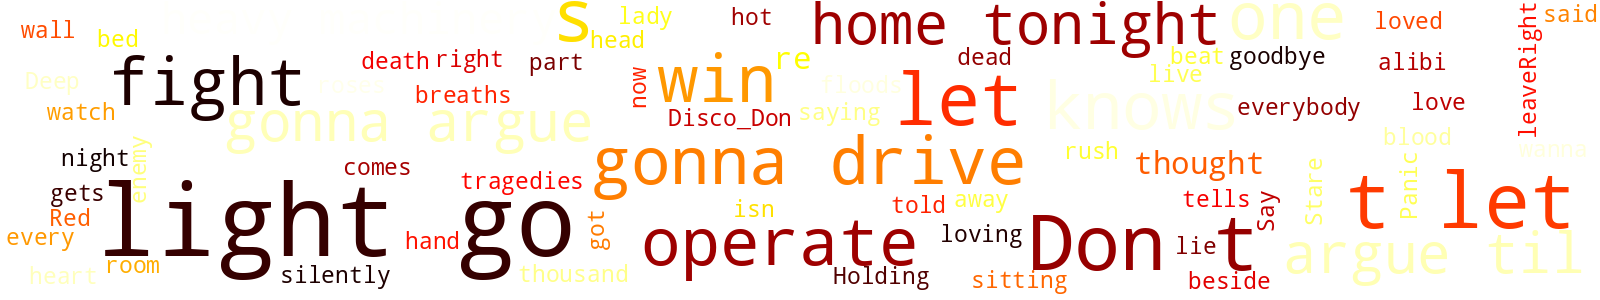 wall
bed
s
lady
head
hot
home tonight
one
loved
said
fight
death
right
part
win
re
dead
beat
goodbye
alibi
leaveRight
Deep
breaths
now
let
floods
live
knows
everybody
love
watch
gonna argue
Disco_Don
saying
blood
wanna
night
enemy
comes
gonna drive
rush
thought
gets
tragedies
Stare
Panic
t let
Red
light go
got
isn
told
away
tells
Say
every
hand
operate
loving
Don t
lie
argue til
heart
room
silently
thousand
Holding
sitting
beside